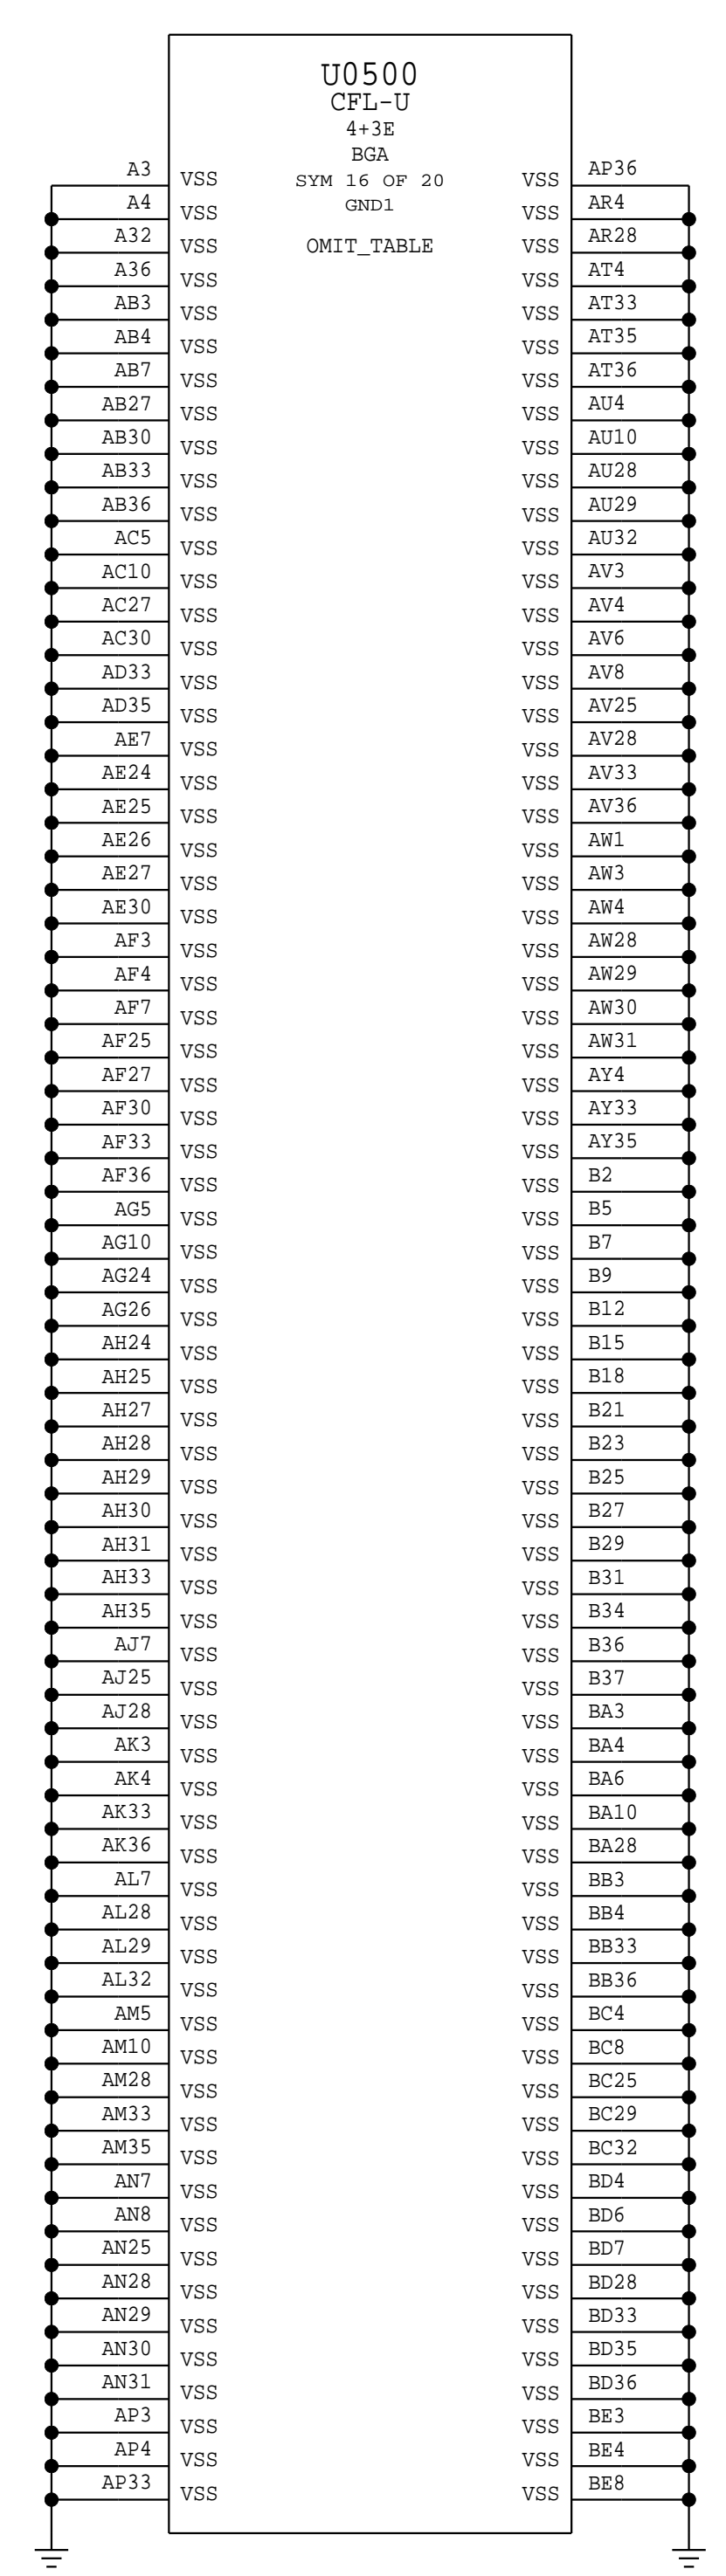 U0500
CFL-U
4+3E
BGA
A3 VSS SYM 16 OF 20 VSS AP36
A4 VSS GND1 VSS AR4
A32 VSS OMIT_TABLE VSS AR28
A36 VSS VSS AT4
AB3 VSS VSS AT33
AB4 VSS VSS AT35
AB7 VSS VSS AT36
AB27 VSS VSS AU4
AB30 VSS VSS AU10
AB33 VSS VSS AU28
AB36 VSS VSS AU29
AC5 VSS VSS AU32
AC10 VSS VSS AV3
AC27 VSS VSS AV4
AC30 VSS VSS AV6
AD33 VSS VSS AV8
AD35 VSS VSS AV25
AE7 VSS VSS AV28
AE24 VSS VSS AV33
AE25 VSS VSS AV36
AE26 VSS VSS AW1
AE27 VSS VSS AW3
AE30 VSS VSS AW4
AF3 VSS VSS AW28
AF4 VSS VSS AW29
AF7 VSS VSS AW30
AF25 VSS VSS AW31
AF27 VSS VSS AY4
AF30 VSS VSS AY33
AF33 VSS VSS AY35
AF36 VSS VSS B2
AG5 VSS VSS B5
AG10 VSS VSS B7
AG24 VSS VSS B9
AG26 VSS VSS B12
AH24 VSS VSS B15
AH25 VSS VSS B18
AH27 VSS VSS B21
AH28 VSS VSS B23
AH29 VSS VSS B25
AH30 VSS VSS B27
AH31 VSS VSS B29
AH33 VSS VSS B31
AH35 VSS VSS B34
AJ7 VSS VSS B36
AJ25 VSS VSS B37
AJ28 VSS VSS BA3
AK3 VSS VSS BA4
AK4 VSS VSS BA6
AK33 VSS VSS BA10
AK36 VSS VSS BA28
AL7 VSS VSS BB3
AL28 VSS VSS BB4
AL29 VSS VSS BB33
AL32 VSS VSS BB36
AM5 VSS VSS BC4
AM10 VSS VSS BC8
AM28 VSS VSS BC25
AM33 VSS VSS BC29
AM35 VSS VSS BC32
AN7 VSS VSS BD4
AN8 VSS VSS BD6
AN25 VSS VSS BD7
AN28 VSS VSS BD28
AN29 VSS VSS BD33
AN30 VSS VSS BD35
AN31 VSS VSS BD36
AP3 VSS VSS BE3
AP4 VSS VSS BE4
AP33 VSS VSS BE8